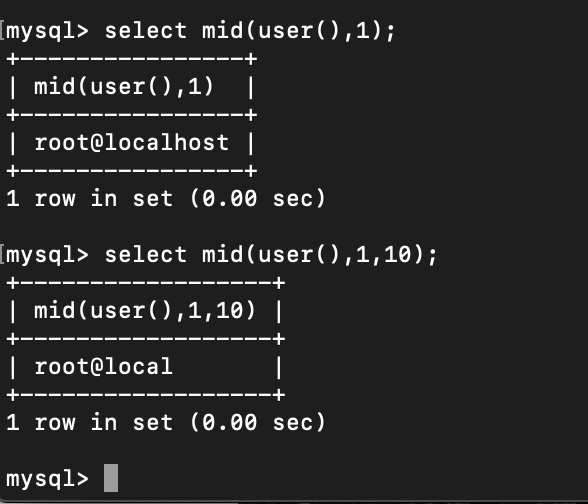 mysql> select mid(user(),1);
+----------------+
| mid(user(),1)  |
+----------------+
| root@localhost |
+----------------+
1 row in set (0.00 sec)
mysql> select mid(user(),1,10);
+------------------+
| mid(user(),1,10) |
+------------------+
| root@local       |
+------------------+
1 row in set (0.00 sec)
mysql>